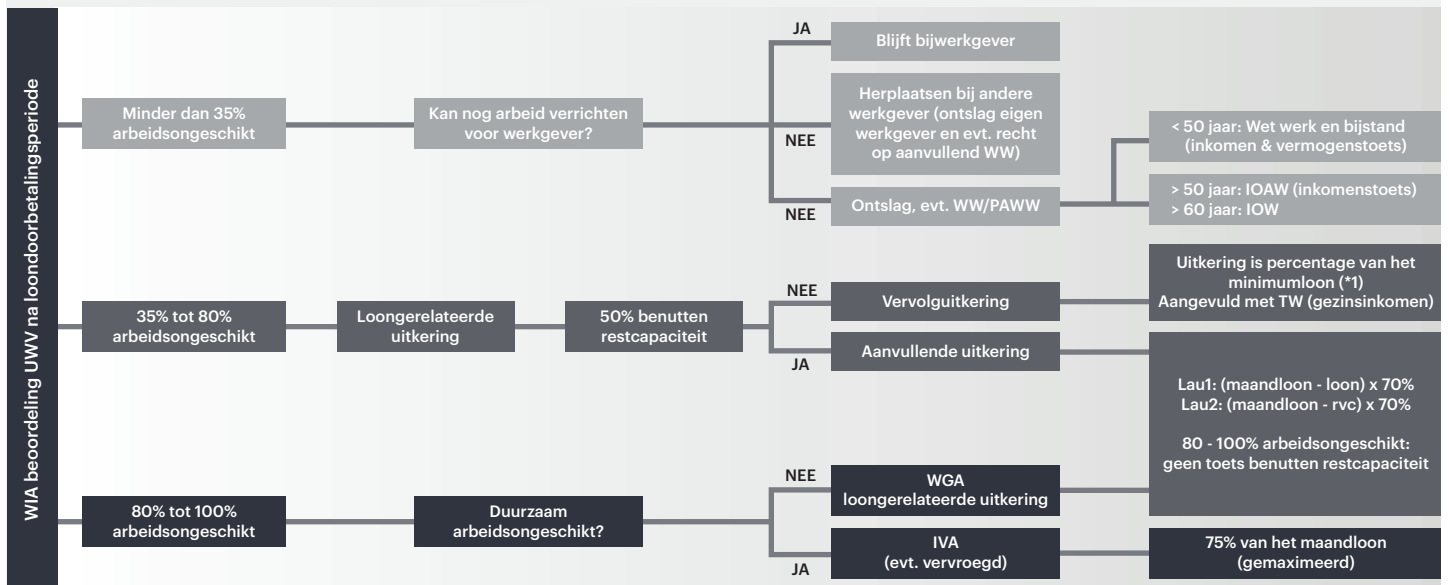 WIA beoordeling UWV na loondoorbetalingsperiode
Minder dan 35%
arbeidsongeschikt
Kan nog arbeid verrichten
voor werkgever?
JA
Blijft bijwerkgever
NEE
Herplaatsen bij andere
werkgever (ontslag eigen
werkgever en evt. recht
op aanvullend WW)
NEE
Ontslag, evt. WW/PAWW
< 50 jaar: Wet werk en bijstand
(inkomen & vermogenstoets)
> 50 jaar: IOAW (inkomenstoets)
> 60 jaar: IOW
35% tot 80%
arbeidsongeschikt
Loongerelateerde
uitkering
50% benutten
restcapaciteit
NEE
Vervolguitkering
Uitkering is percentage van het
minimumloon (*1)
Aangevuld met TW (gezinsinkomen)
JA
Aanvullende uitkering
Lau1: (maandloon - loon) x 70%
Lau2: (maandloon - rvc) x 70%
80 - 100% arbeidsongeschikt:
geen toets benutten restcapaciteit
80% tot 100%
arbeidsongeschikt
Duurzaam
arbeidsongeschikt?
NEE
WGA
loongerelateerde uitkering
JA
IVA
(evt. vervroegd)
75% van het maandloon
(gemaximeerd)